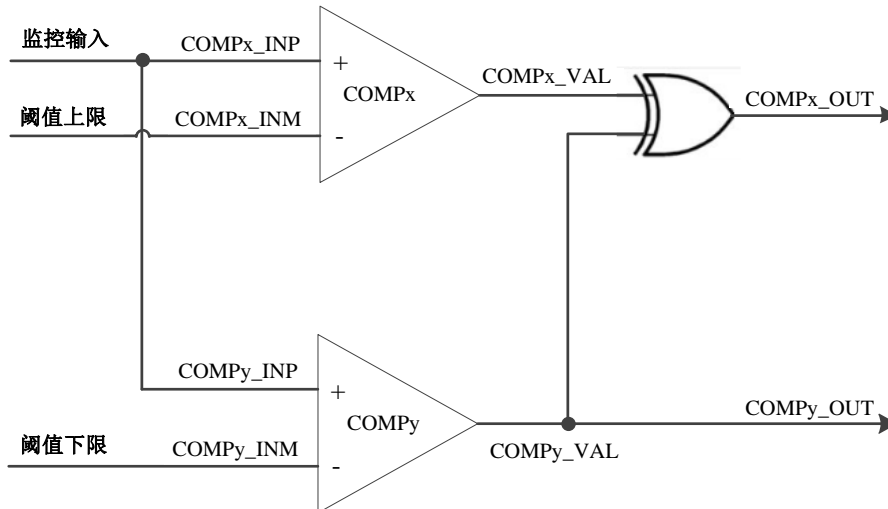 监控输入
COMPx_INP
+
COMPx
COMPx_VAL
COMPx_OUT
阈值上限
COMPx_INM
-
COMPy_INP
+
COMPy
COMPy_OUT
阈值下限
COMPy_INM
-
COMPy_VAL